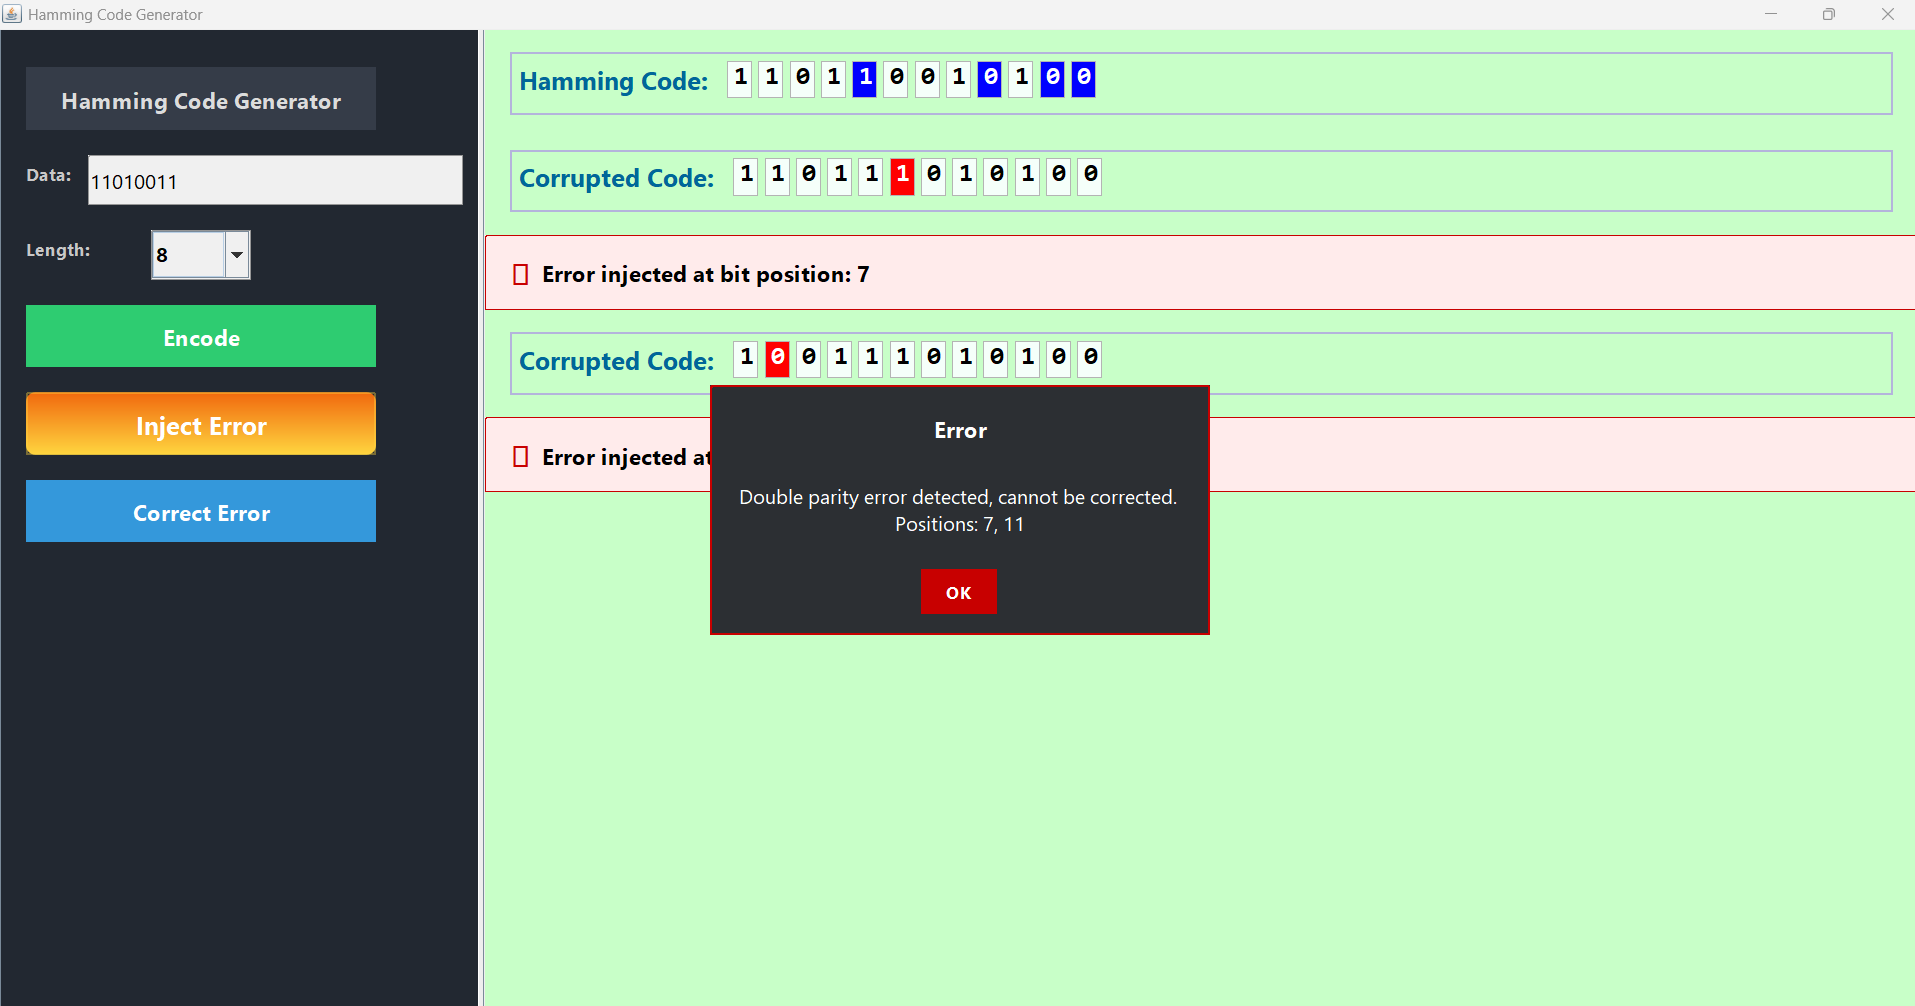 Hamming Code Generator
Hamming Code Generator
Data: 11010011
Length: 8
Encode
Inject Error
Correct Error
Hamming Code: 1 1 0 1 1 0 0 1 0 1 0 0
Corrupted Code: 1 1 0 1 1 1 0 1 0 1 0 0
Error injected at bit position: 7
Corrupted Code: 1 0 0 1 1 1 0 1 0 1 0 0
Error injected at
Error
Double parity error detected, cannot be corrected.
Positions: 7, 11
OK